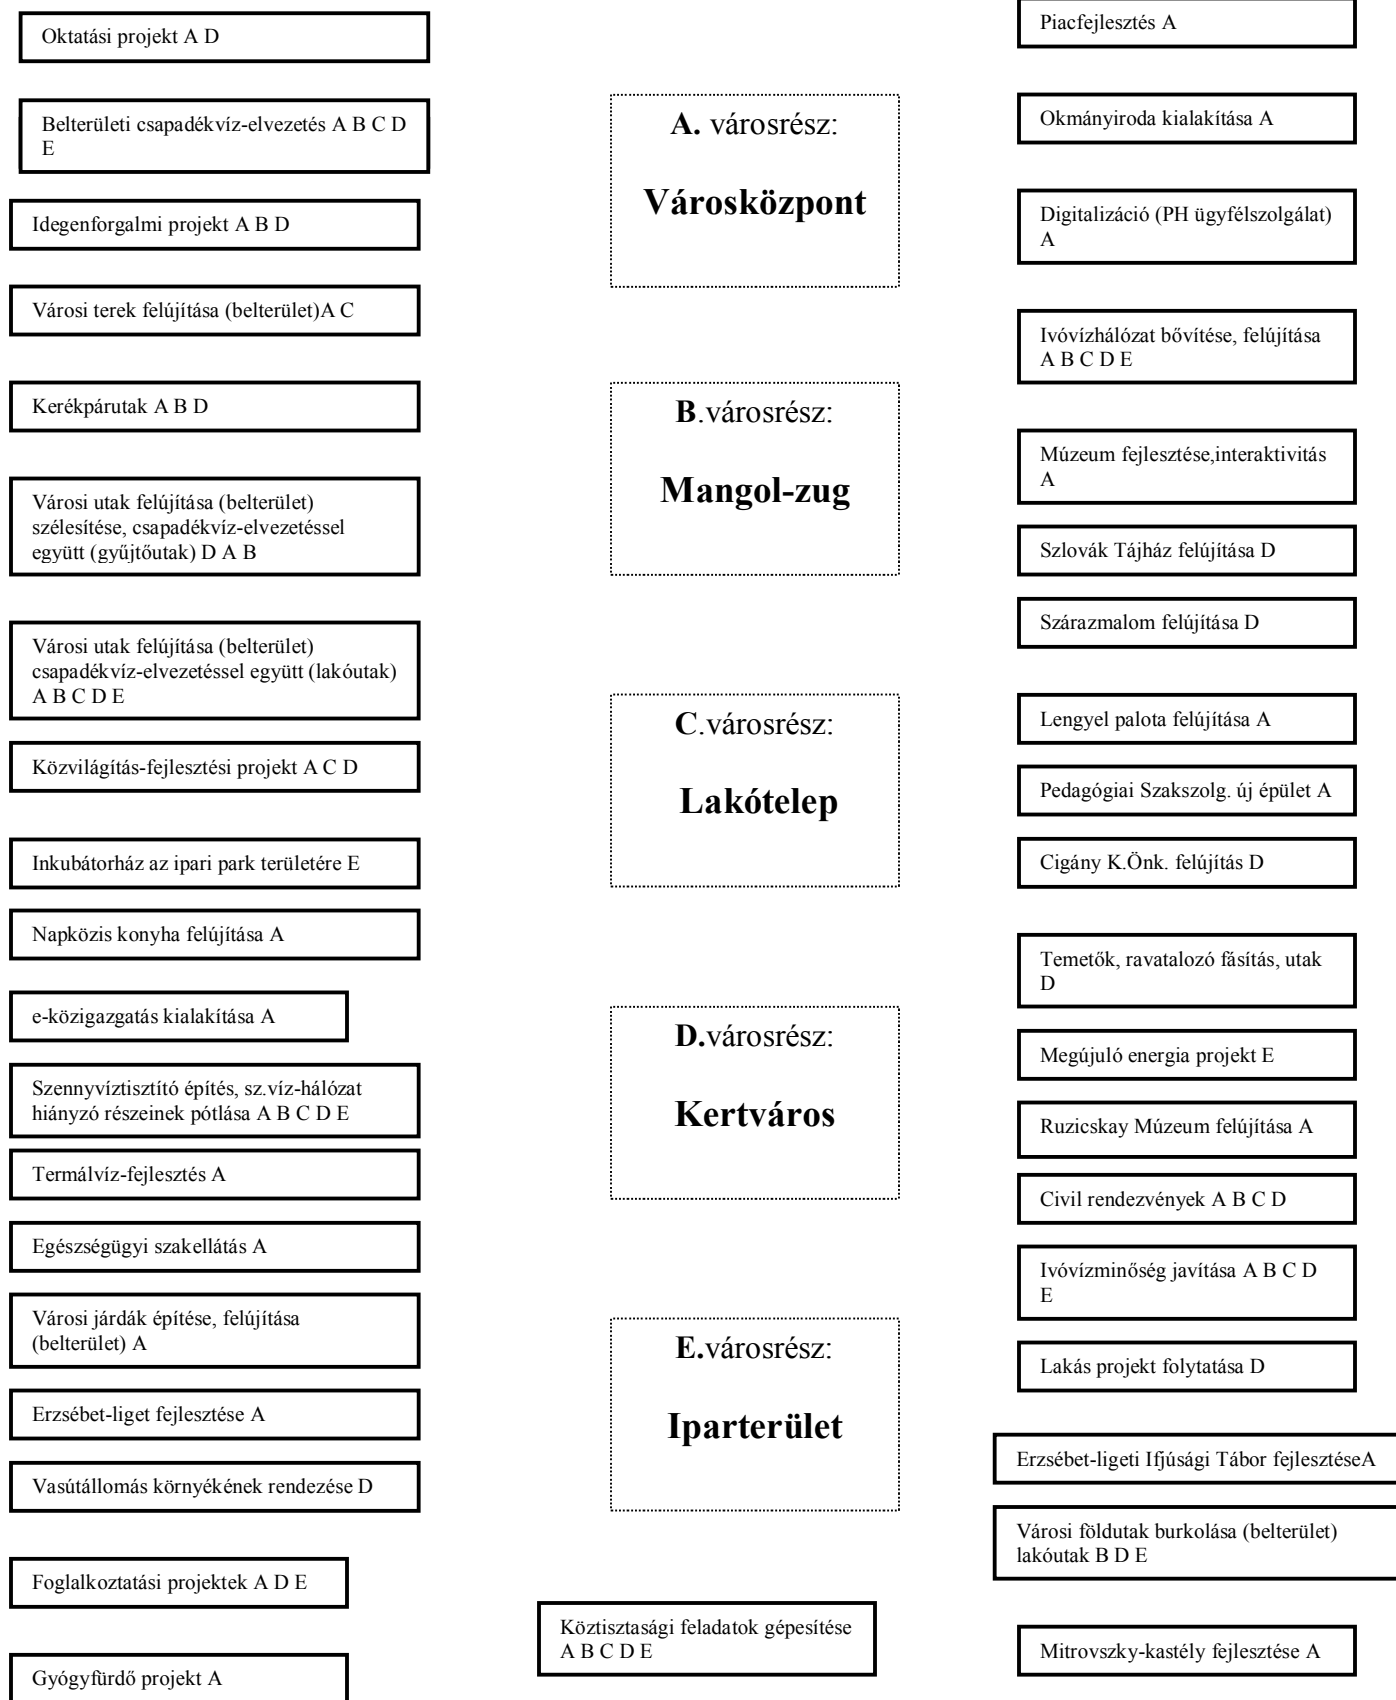 Oktatási projekt A D
Belterületi csapadékvíz-elvezetés A B C D
E
Idegenforgalmi projekt A B D
Városi terek felújítása (belterület)A C
Kerékpárutak A B D
Városi utak felújítása (belterület)
szélesítése, csapadékvíz-elvezetéssel
együtt (gyűjtőutak) D A B
Városi utak felújítása (belterület)
csapadékvíz-elvezetéssel együtt (lakóutak)
A B C D E
Közvilágítás-fejlesztési projekt A C D
Inkubátorház az ipari park területére E
Napközis konyha felújítása A
e-közigazgatás kialakítása A
Szennyvíztisztító építés, sz.víz-hálózat
hiányzó részeinek pótlása A B C D E
Termálvíz-fejlesztés A
Egészségügyi szakellátás A
Városi járdák építése, felújítása
(belterület) A
Erzsébet-liget fejlesztése A
Vasútállomás környékének rendezése D
Foglalkoztatási projektek A D E
Gyógyfürdő projekt A
A. városrész:
Városközpont
B.városrész:
Mangol-zug
C.városrész:
Lakótelep
D.városrész:
Kertváros
E.városrész:
Iparterület
Köztisztasági feladatok gépesítése
A B C D E
Piacfejlesztés A
Okmányiroda kialakítása A
Digitalizáció (PH ügyfélszolgálat)
A
Ivóvízhálózat bővítése, felújítása
A B C D E
Múzeum fejlesztése,interaktivitás
A
Szlovák Tájház felújítása D
Szárazmalom felújítása D
Lengyel palota felújítása A
Pedagógiai Szakszolg. új épület A
Cigány K.Önk. felújítás D
Temetők, ravatalozó fásítás, utak
D
Megújuló energia projekt E
Ruzicskay Múzeum felújítása A
Civil rendezvények A B C D
Ivóvízminőség javítása A B C D
E
Lakás projekt folytatása D
Erzsébet-ligeti Ifjúsági Tábor fejlesztéseA
Városi földutak burkolása (belterület)
lakóutak B D E
Mitrovszky-kastély fejlesztése A